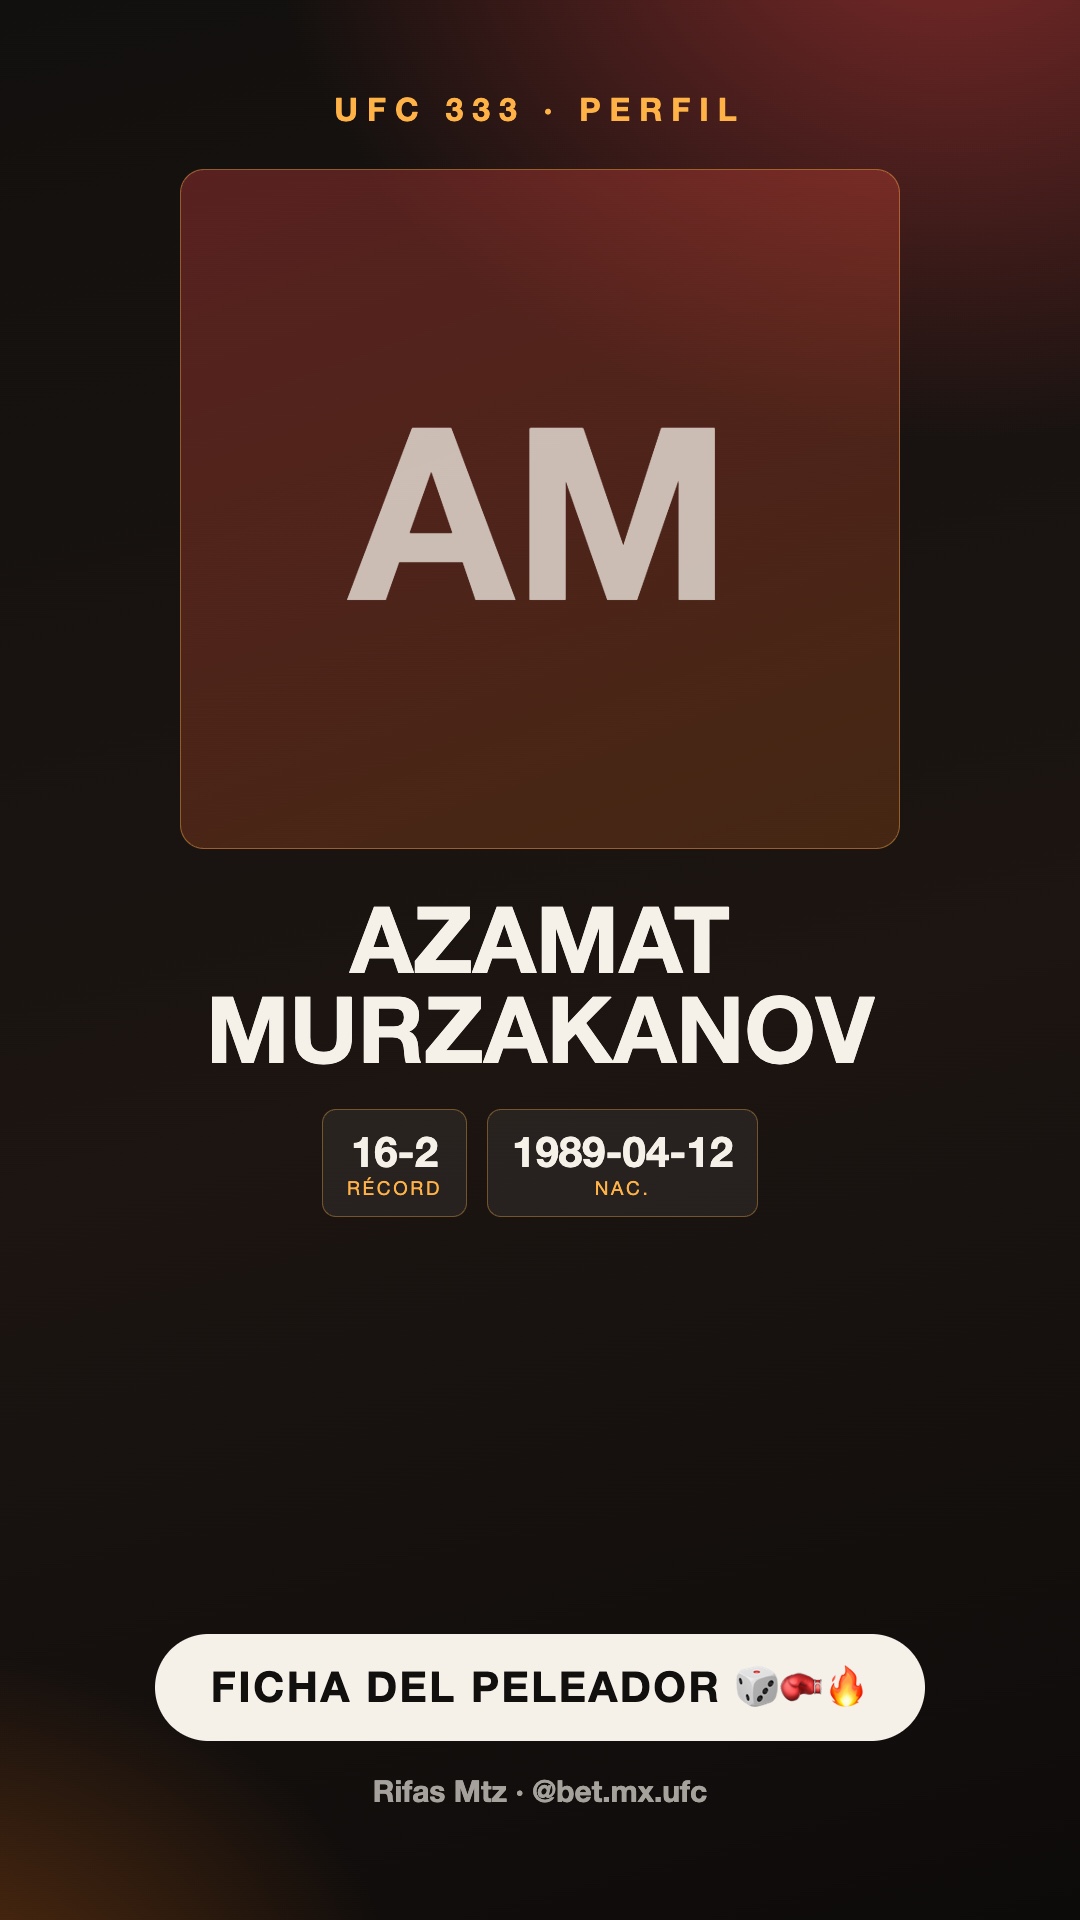 UFC 333 · PERFIL
AM
AZAMAT
MURZAKANOV
16-2
RÉCORD
1989-04-12
NAC.
FICHA DEL PELEADOR 🎲🥊🔥
Rifas Mtz · @bet.mx.ufc